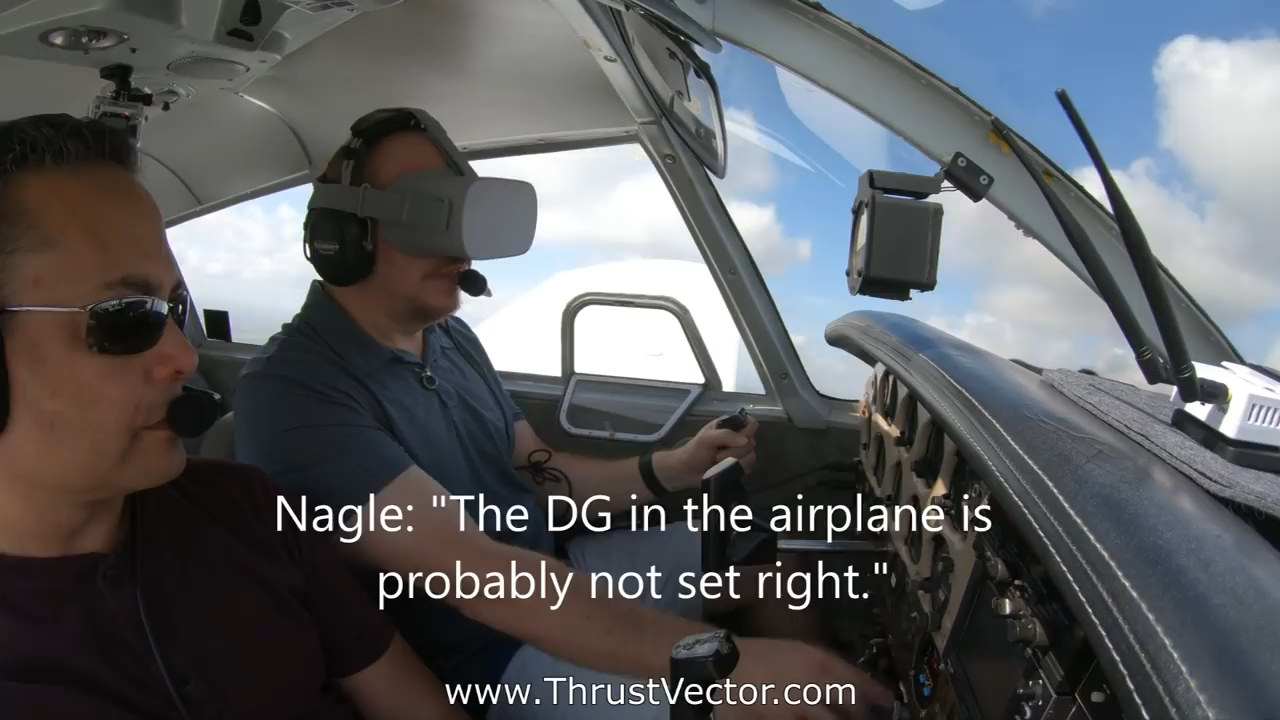 Nagle: "The DG in the airplane is
probably not set right."
www.ThrustVector.com